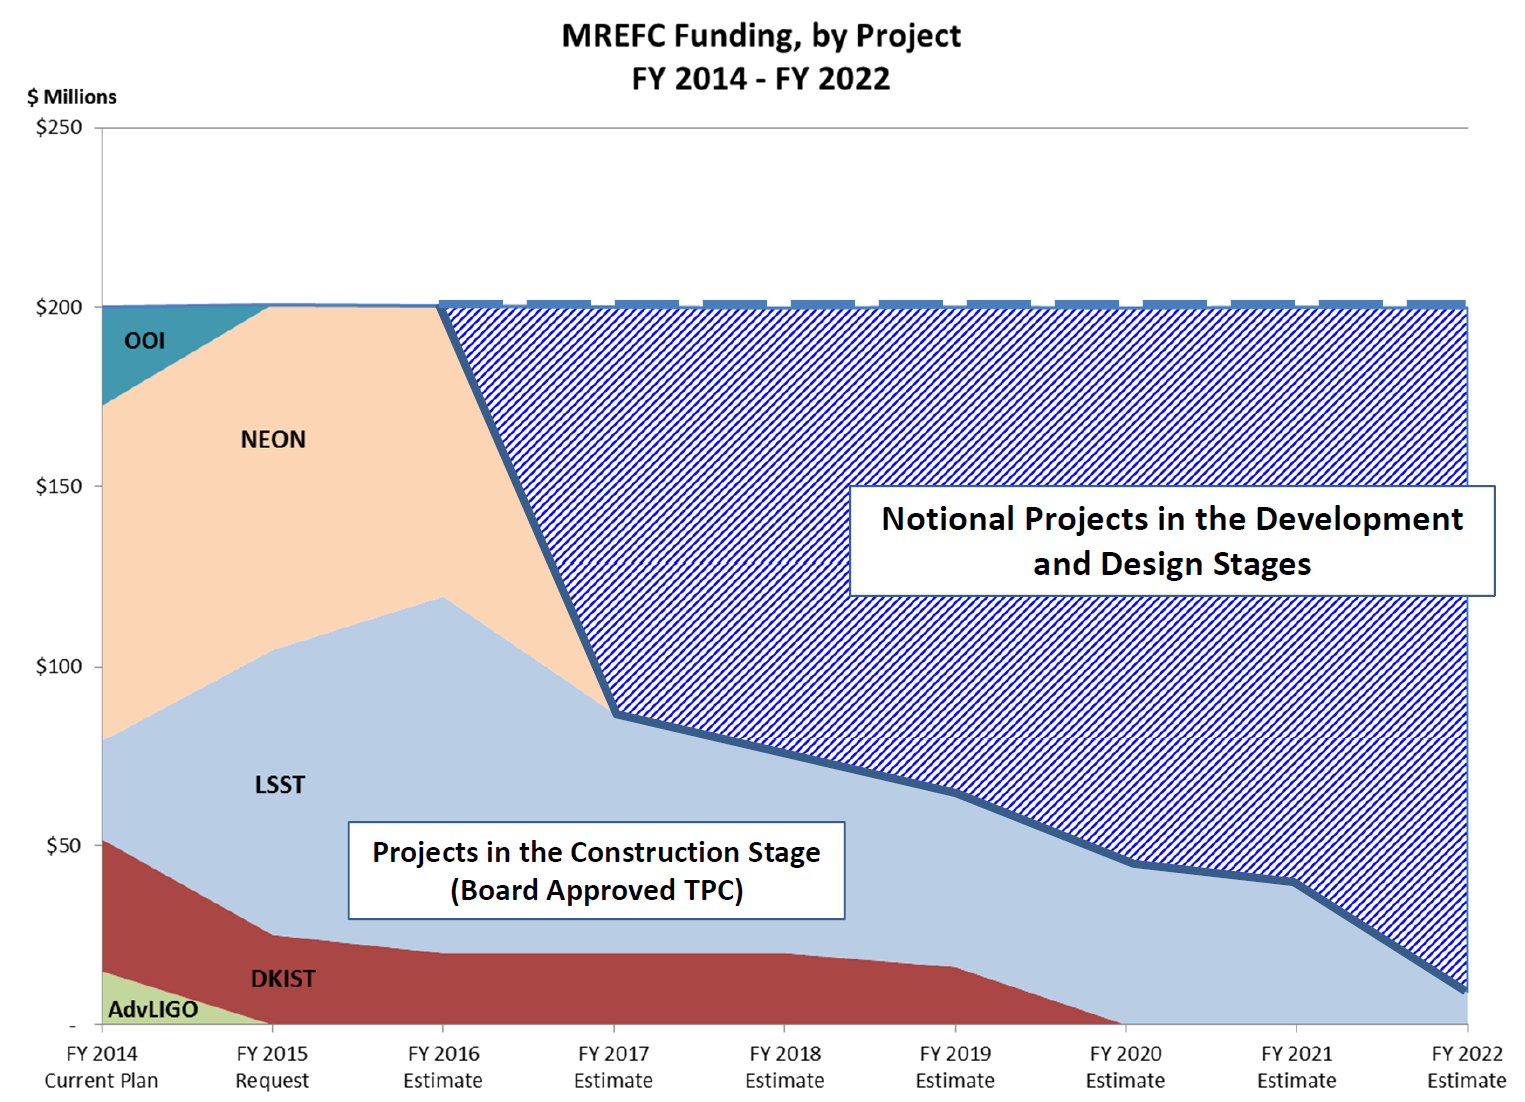 MREFC Funding, by Project
FY 2014 - FY 2022
$ Millions
$250
$200
$150
$100
$50
-
OOI
NEON
LSST
DKIST
AdvLIGO
Notional Projects in the Development
and Design Stages
Projects in the Construction Stage
(Board Approved TPC)
FY 2014
Current Plan
FY 2015
Request
FY 2016
Estimate
FY 2017
Estimate
FY 2018
Estimate
FY 2019
Estimate
FY 2020
Estimate
FY 2021
Estimate
FY 2022
Estimate